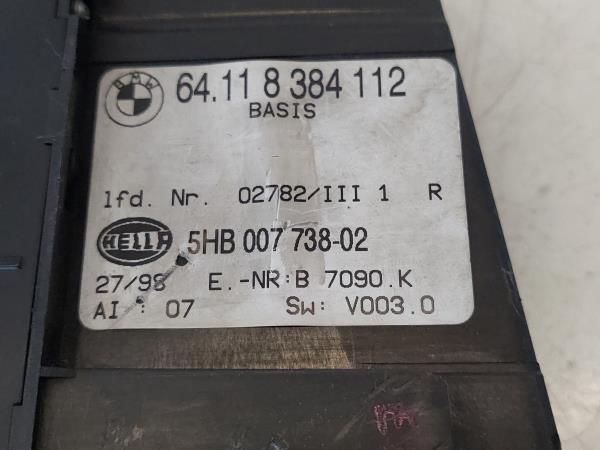 BMW 64.11 8 384 112
BASIS
lfd. Nr. 02782/III 1 R
HELLA 5HB 007 738-02
27/98 E.-NR:B 7090.K
AI : 07 Sw: V003.0